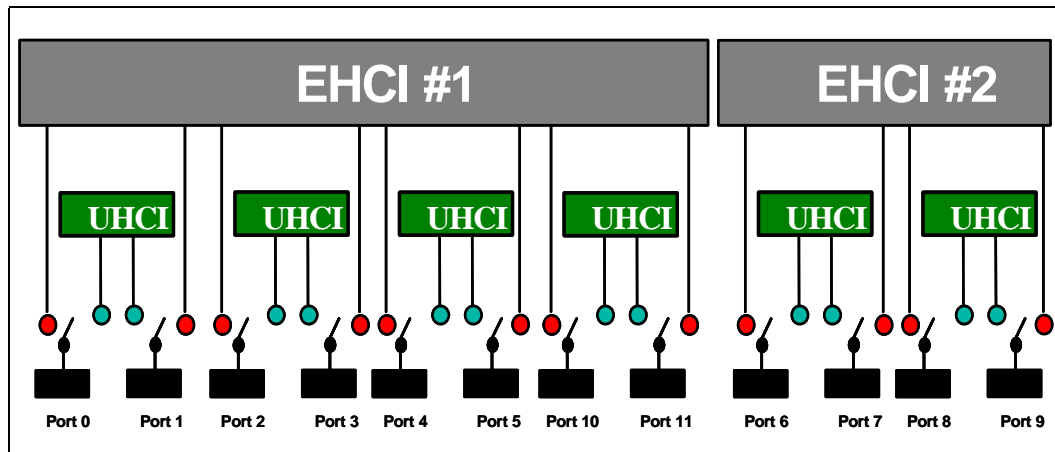 EHCI #1
EHCI #2
UHCI
UHCI
UHCI
UHCI
UHCI
UHCI
Port 0
Port 1
Port 2
Port 3
Port 4
Port 5
Port 10
Port 11
Port 6
Port 7
Port 8
Port 9